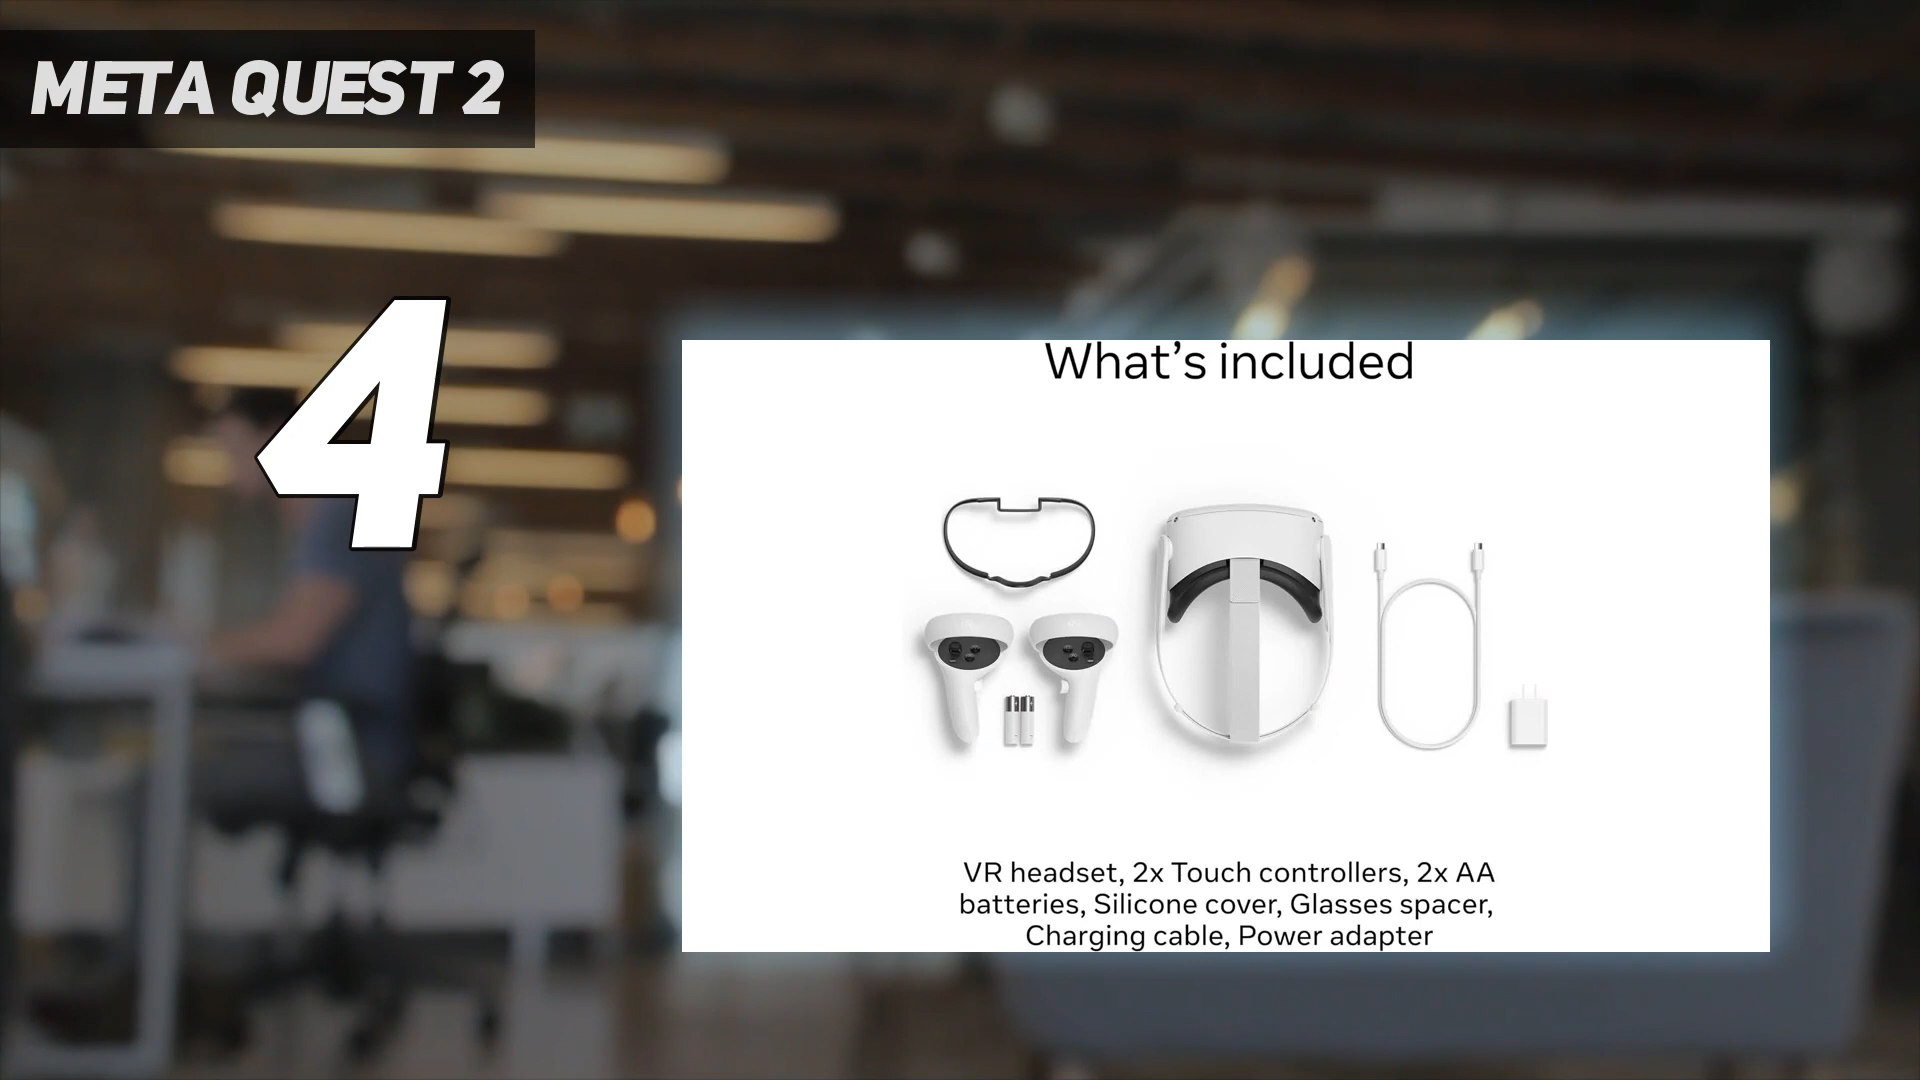 META QUEST 2
4
What’s included
VR headset, 2x Touch controllers, 2x AA
batteries, Silicone cover, Glasses spacer,
Charging cable, Power adapter